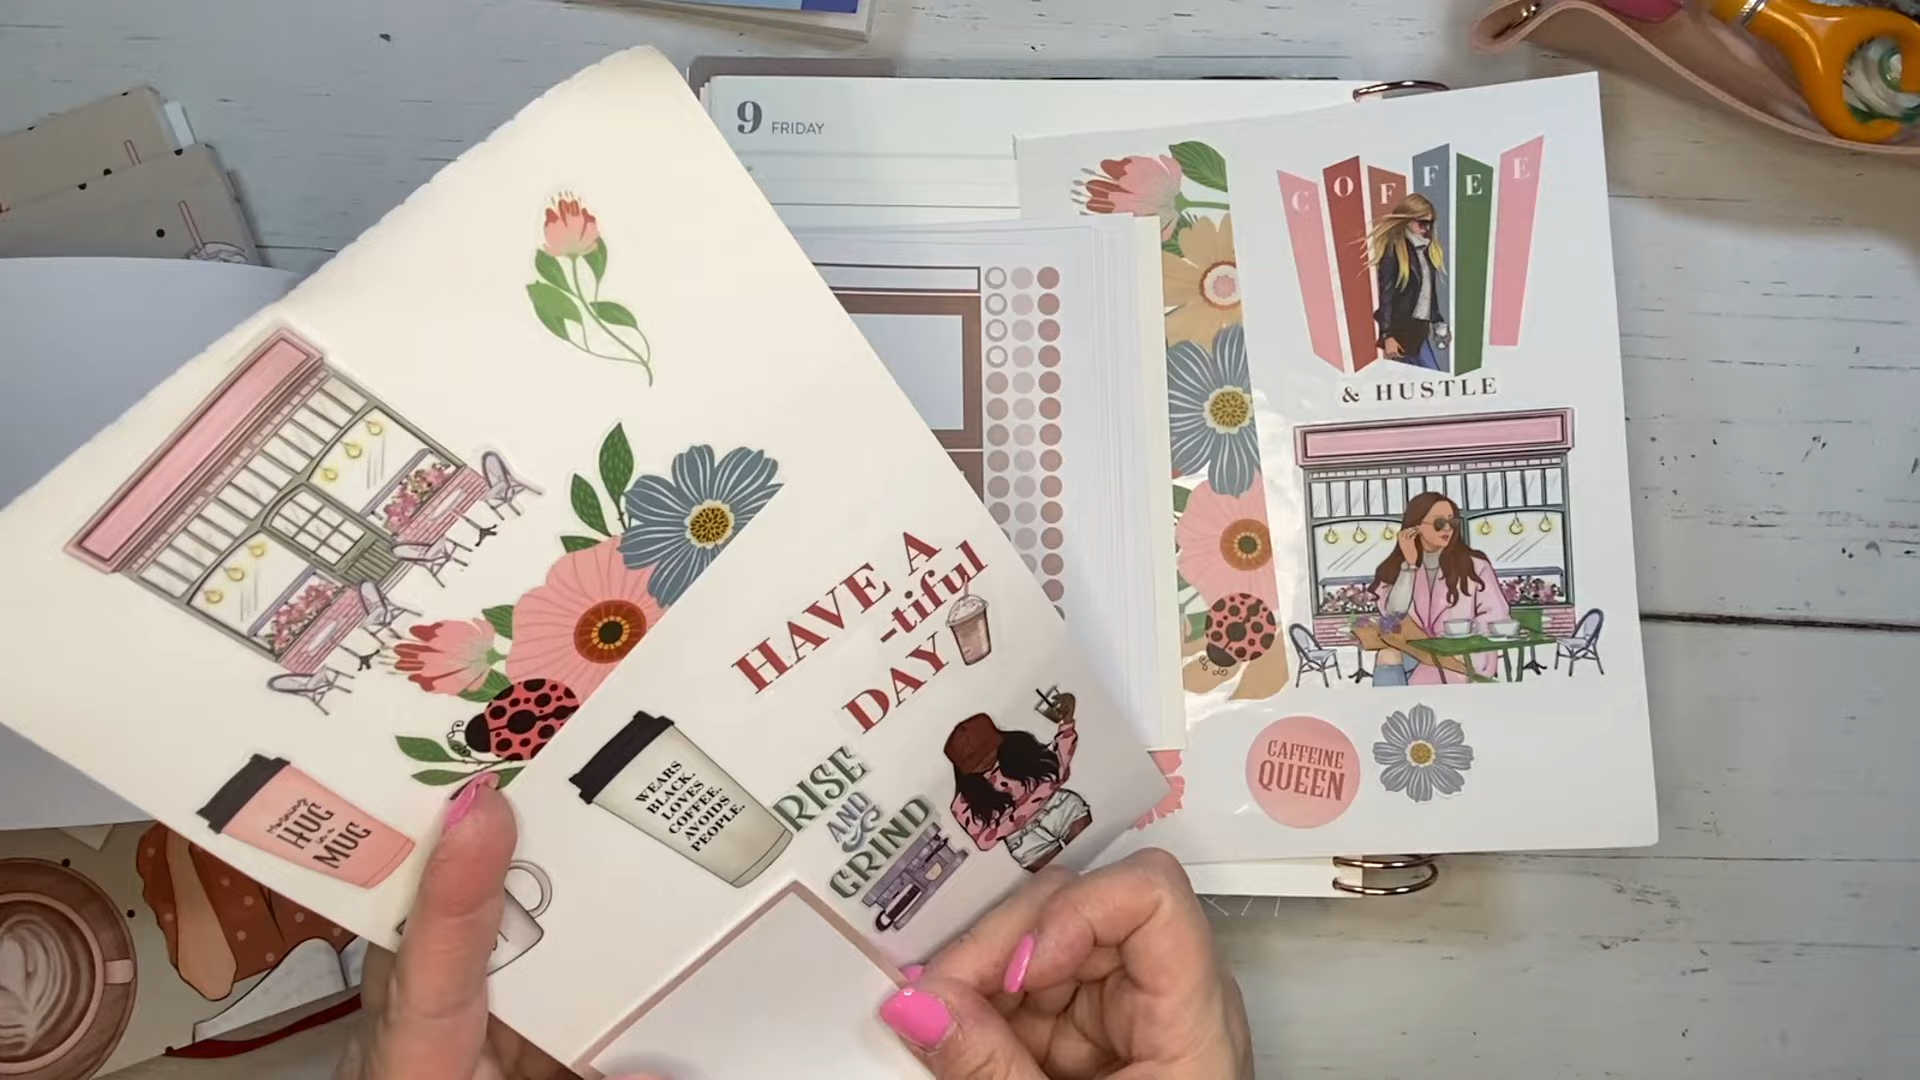 9 FRIDAY
COFFEE
& HUSTLE
HAVE A
-tiful
DAY
WEARS
BLACK.
LOVES
COFFEE.
AVOIDS
PEOPLE.
RISE
AND
GRIND
HUG
in a
MUG
CAFFEINE
QUEEN